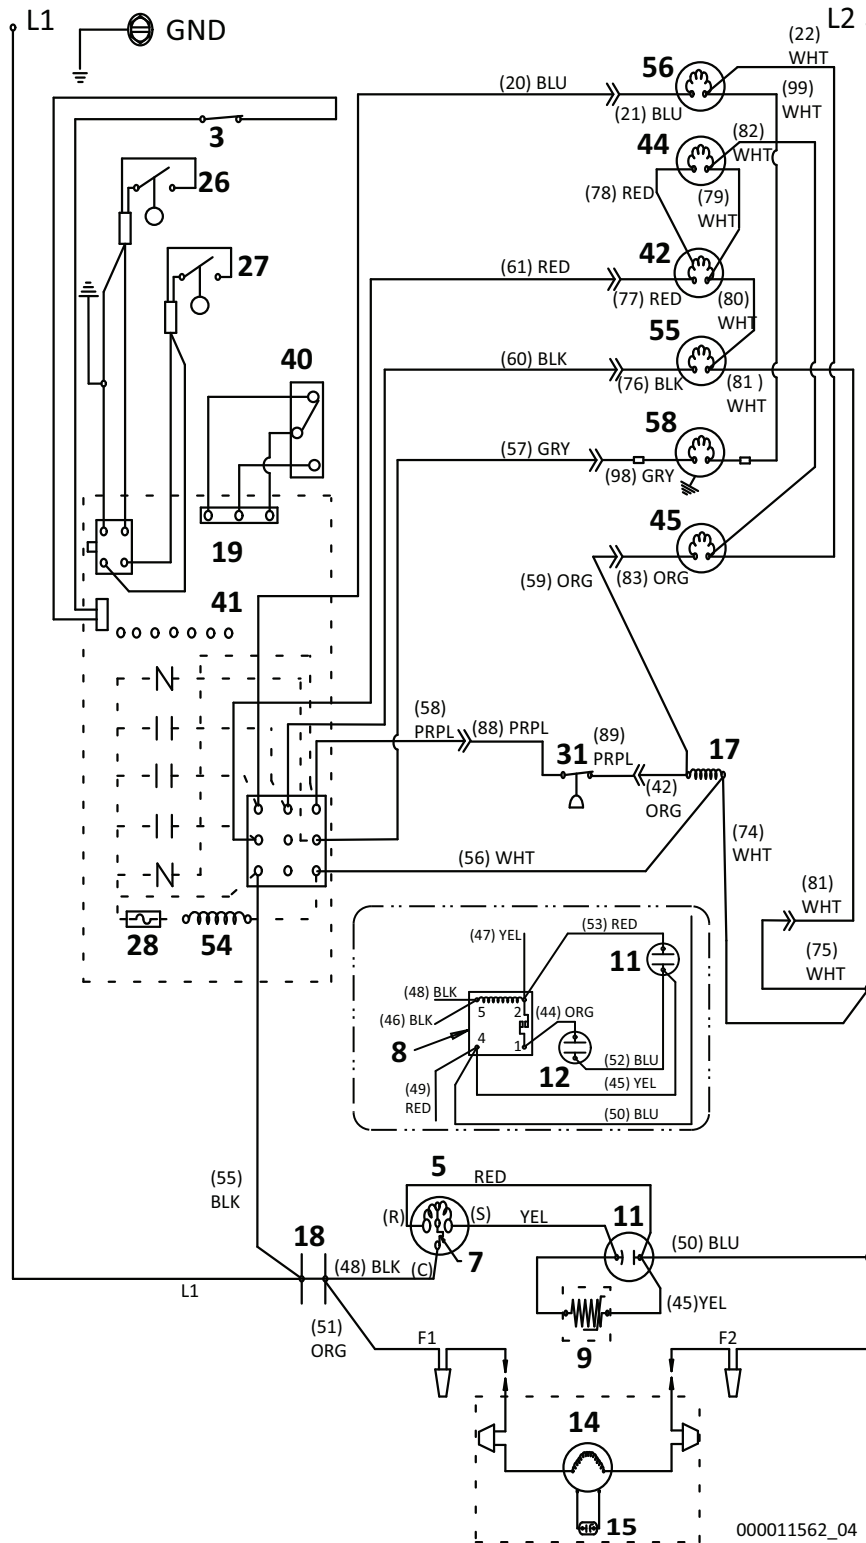 L1
GND
L2
(22)
WHT
(20) BLU
56
(99)
WHT
(21) BLU
3
44
(82)
WHT
26
(78) RED
(79)
WHT
27
42
(61) RED
(77) RED
(80)
WHT
55
40
(60) BLK
(76) BLK
(81 )
WHT
58
(57) GRY
(98) GRY
19
45
(59) ORG
(83) ORG
41
(58)
PRPL
(88) PRPL
31
(89)
PRPL
17
(42)
ORG
(74)
WHT
(56) WHT
(81)
WHT
28
54
(47) YEL
(53) RED
11
(75)
WHT
(48) BLK
5
2
(44) ORG
(46) BLK
8
4
1
12
(52) BLU
(49)
RED
(45) YEL
(50) BLU
(55)
BLK
5
RED
(R)
(S)
YEL
11
18
7
(50) BLU
(48) BLK
(C)
L1
(45)YEL
(51)
ORG
F1
9
F2
14
15
000011562_04